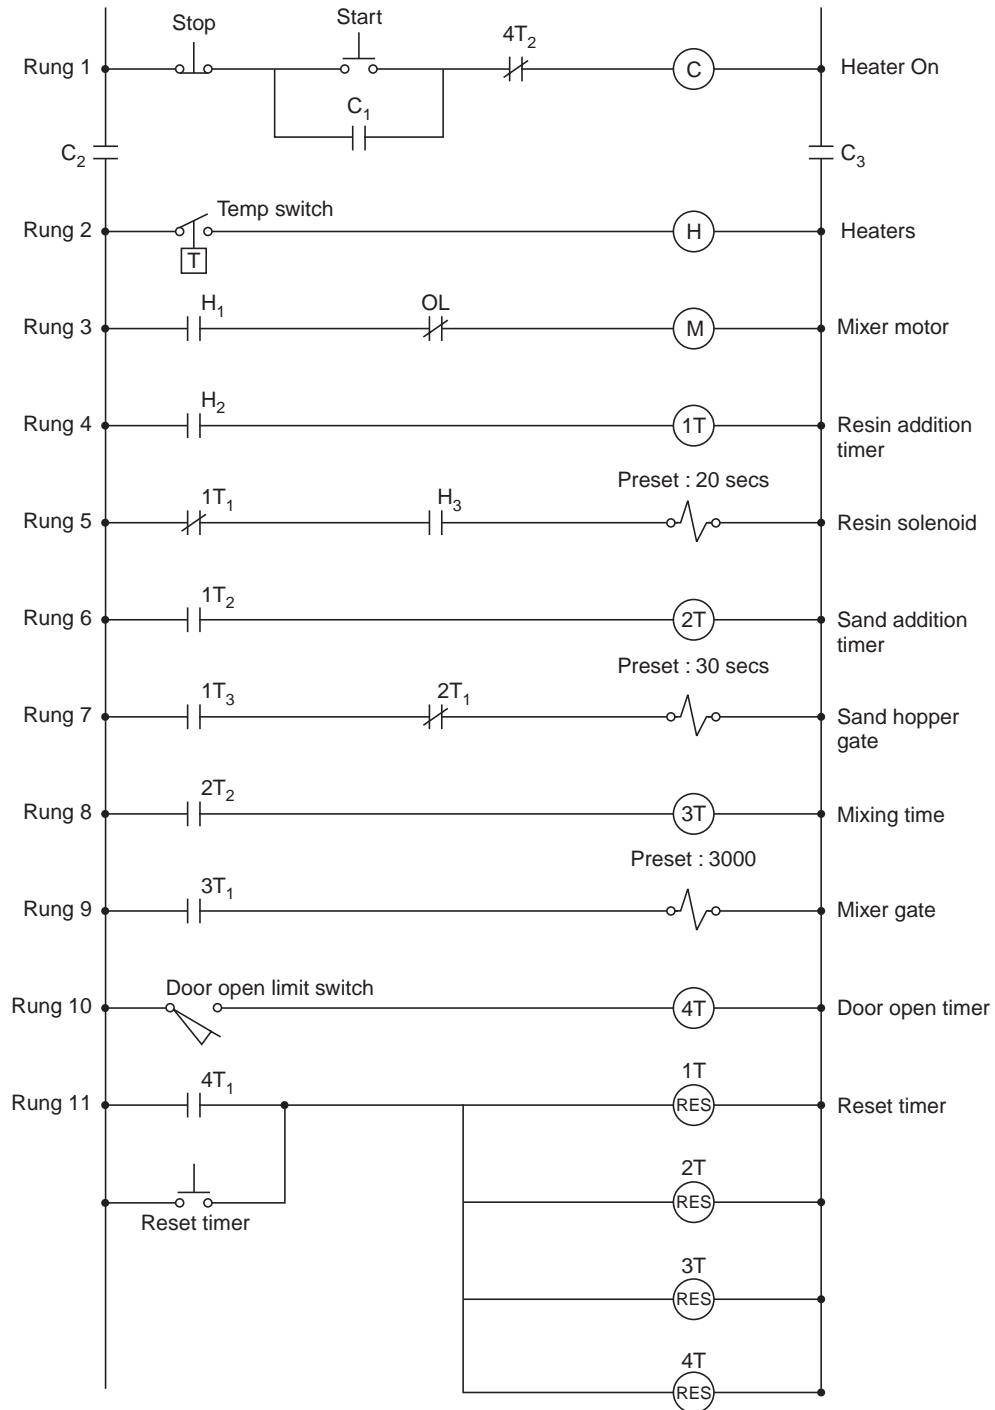 Stop
Start
4T2
Rung 1
C
Heater On
C1
C2
C3
Temp switch
Rung 2
T
H
Heaters
H1
OL
Rung 3
M
Mixer motor
H2
Rung 4
1T
Resin addition
timer
Preset : 20 secs
1T1
H3
Rung 5
Resin solenoid
1T2
Rung 6
2T
Sand addition
timer
Preset : 30 secs
1T3
2T1
Rung 7
Sand hopper
gate
2T2
Rung 8
3T
Mixing time
Preset : 3000
3T1
Rung 9
Mixer gate
Door open limit switch
Rung 10
4T
Door open timer
4T1
1T
Rung 11
RES
Reset timer
2T
RES
Reset timer
3T
RES
4T
RES